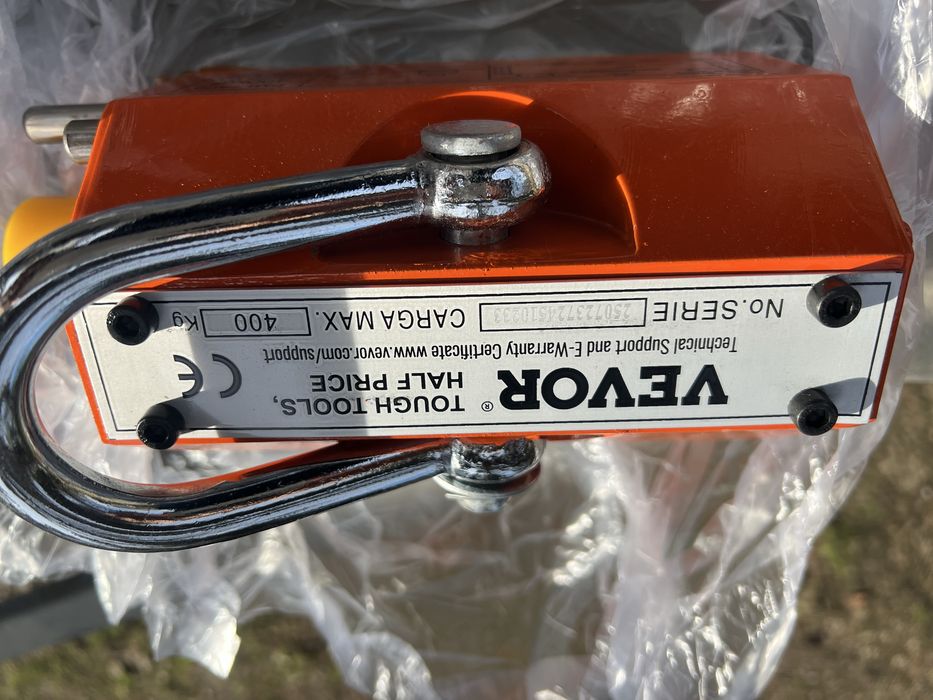 VEVOR® TOUGH TOOLS,
HALF PRICE
CE
Technical Support and E-Warranty Certificate www.vevor.com/support
No.SERIE CARGA MAX. 400 Kg